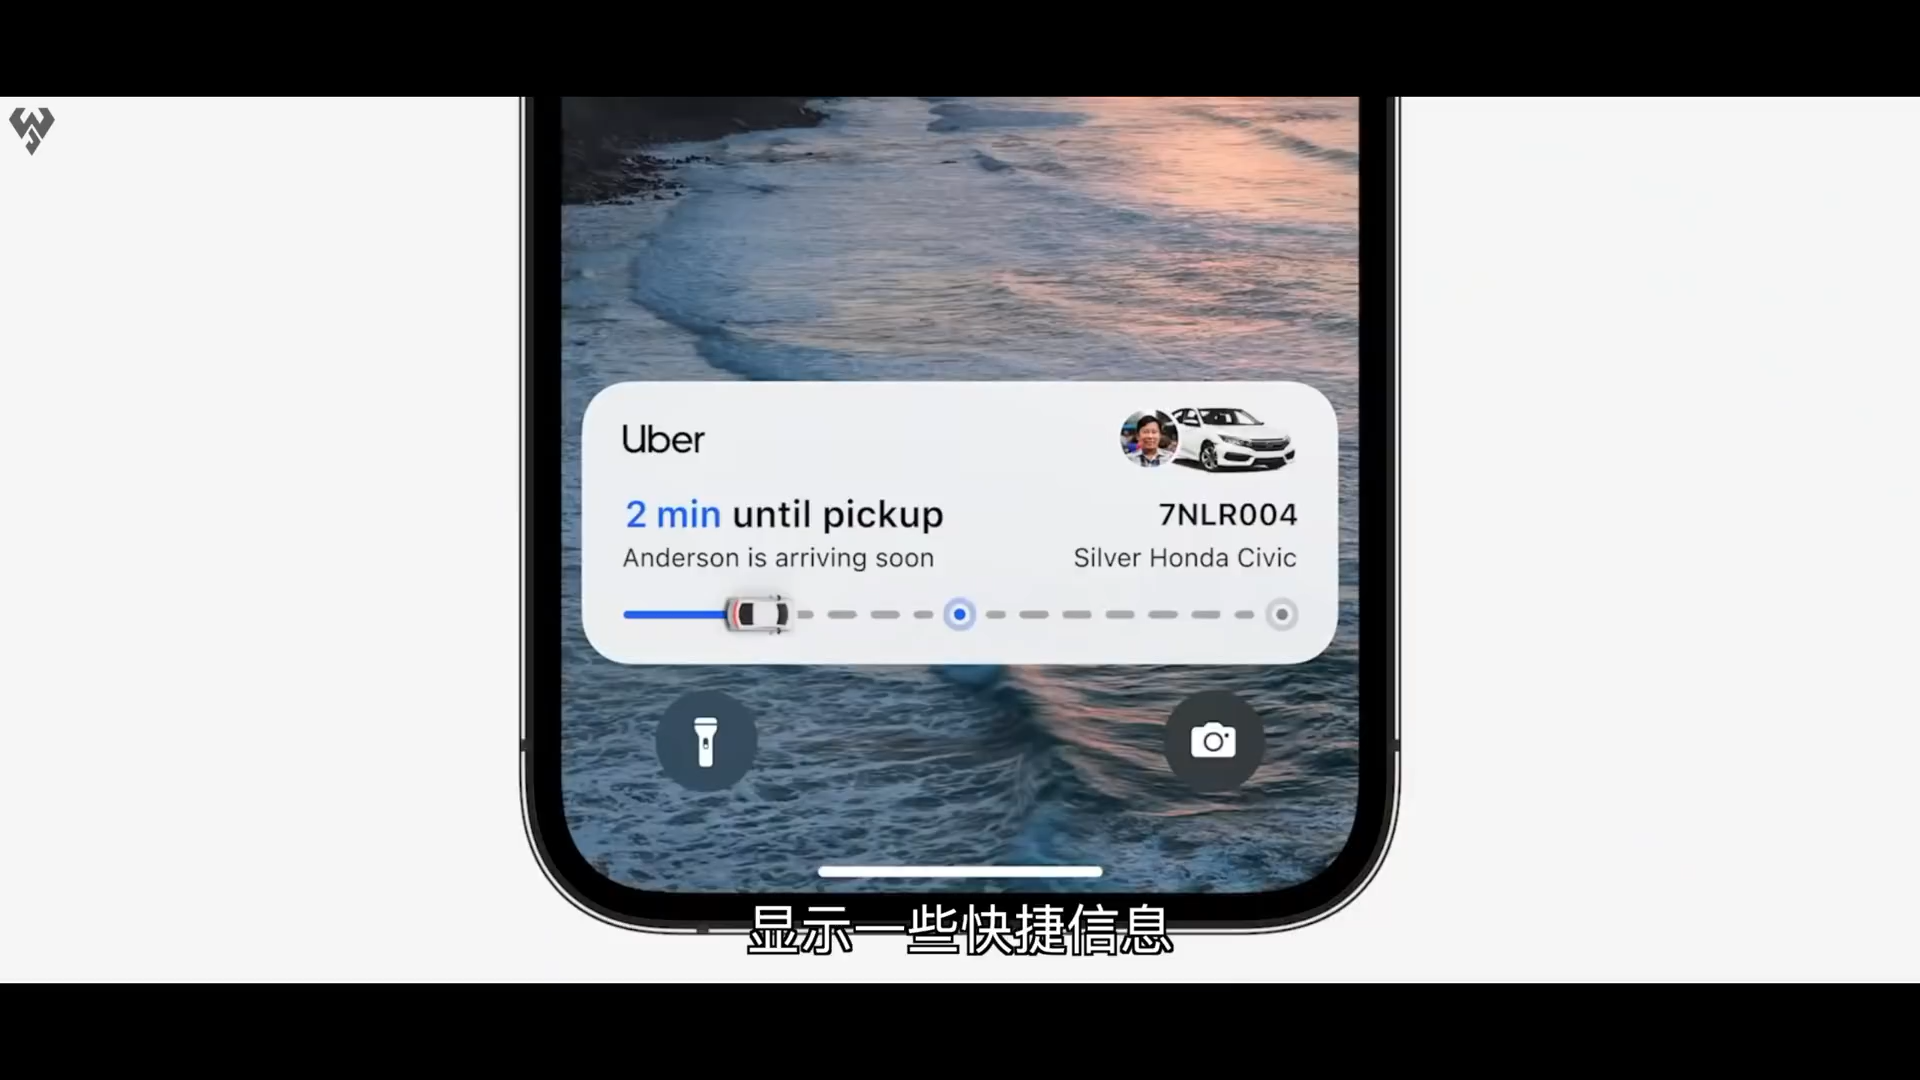 Uber
2 min until pickup
7NLR004
Anderson is arriving soon
Silver Honda Civic
显示一些快捷信息